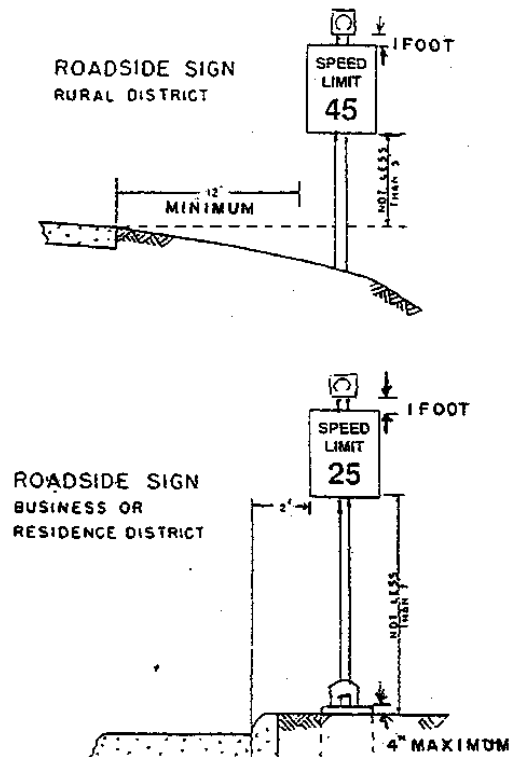 1 FOOT
ROADSIDE SIGN
RURAL DISTRICT
SPEED
LIMIT
45
NOT LESS
THAN 5
12'
MINIMUM
1 FOOT
SPEED
LIMIT
25
ROADSIDE SIGN
BUSINESS OR
RESIDENCE DISTRICT
2'
NOT LESS
THAN 7
4" MAXIMUM